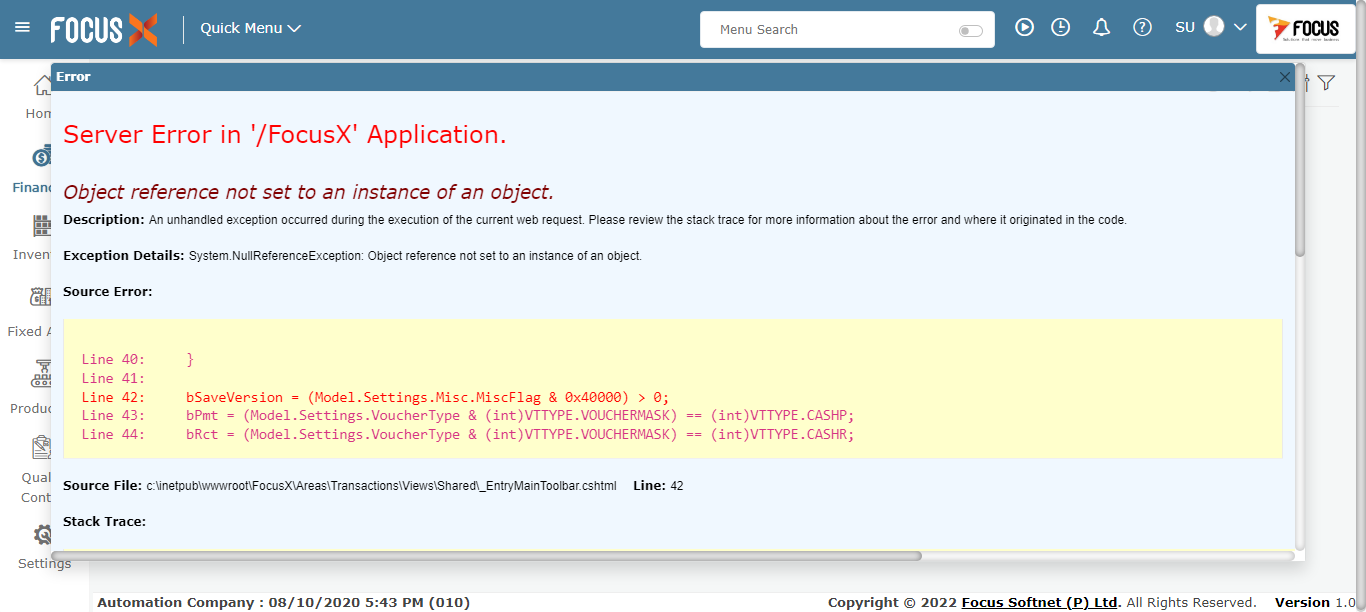 FOCUS X Quick Menu Menu Search SU FOCUS
Error
Server Error in '/FocusX' Application.
Hom
Object reference not set to an instance of an object.
Financ
Description: An unhandled exception occurred during the execution of the current web request. Please review the stack trace for more information about the error and where it originated in the code.
Exception Details: System.NullReferenceException: Object reference not set to an instance of an object.
Inven
Source Error:
Fixed A
Line 40: }
Line 41:
Line 42: bSaveVersion = (Model.Settings.Misc.MiscFlag & 0x40000) > 0;
Line 43: bPmt = (Model.Settings.VoucherType & (int)VTTYPE.VOUCHERMASK) == (int)VTTYPE.CASHP;
Line 44: bRct = (Model.Settings.VoucherType & (int)VTTYPE.VOUCHERMASK) == (int)VTTYPE.CASHR;
Produc
Qual
Cont
Source File: c:\inetpub\wwwroot\FocusX\Areas\Transactions\Views\Shared\_EntryMainToolbar.cshtml Line: 42
Stack Trace:
Settings
Automation Company : 08/10/2020 5:43 PM (010) Copyright © 2022 Focus Softnet (P) Ltd. All Rights Reserved. Version 1.0